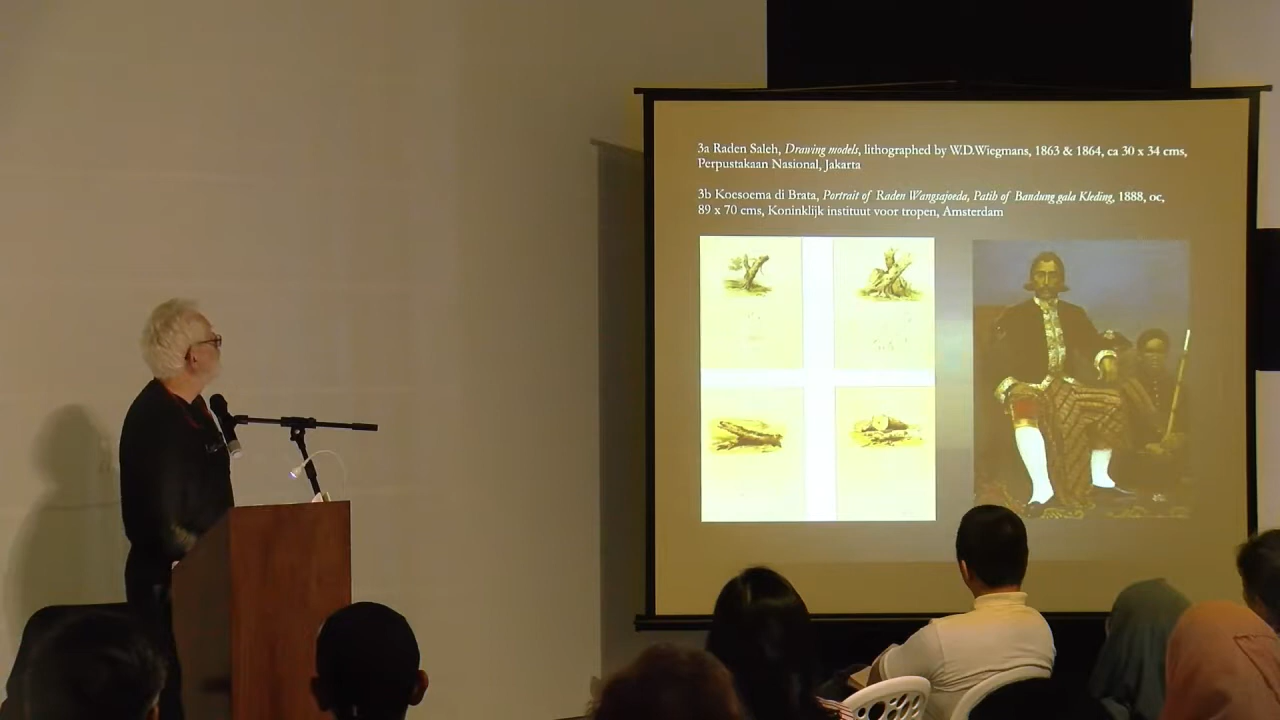 3a Raden Saleh, Drawing models, lithographed by W.D.Wiegmans, 1863 & 1864, ca 30 x 34 cms,
Perpustakaan Nasional, Jakarta
3b Koesoema di Brata, Portrait of Raden Wangsajoeda, Patih of Bandung gala Kleding, 1888, oc,
89 x 70 cms, Koninklijk instituut voor tropen, Amsterdam